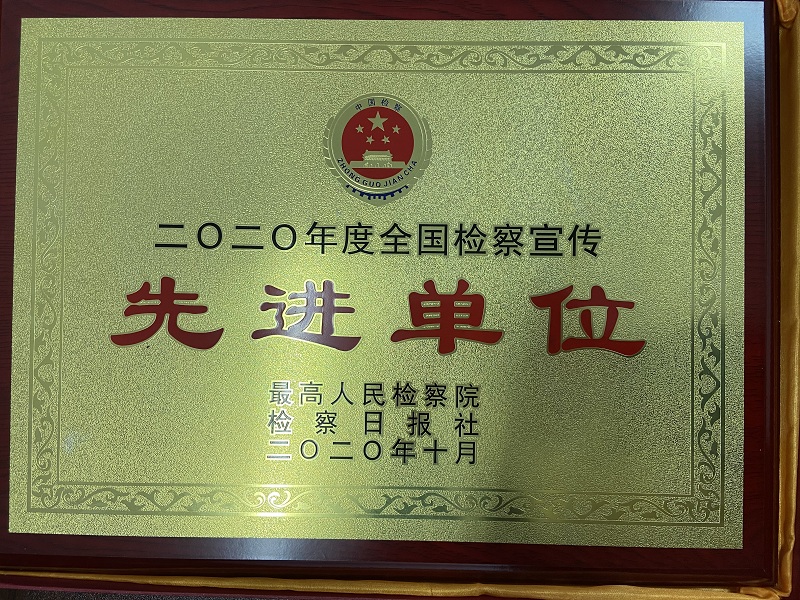 中国检察
ZHONG GUO JIAN CHA
二〇二〇年度全国检察宣传
先进单位
最高人民检察院
检察日报社
二〇二〇年十月